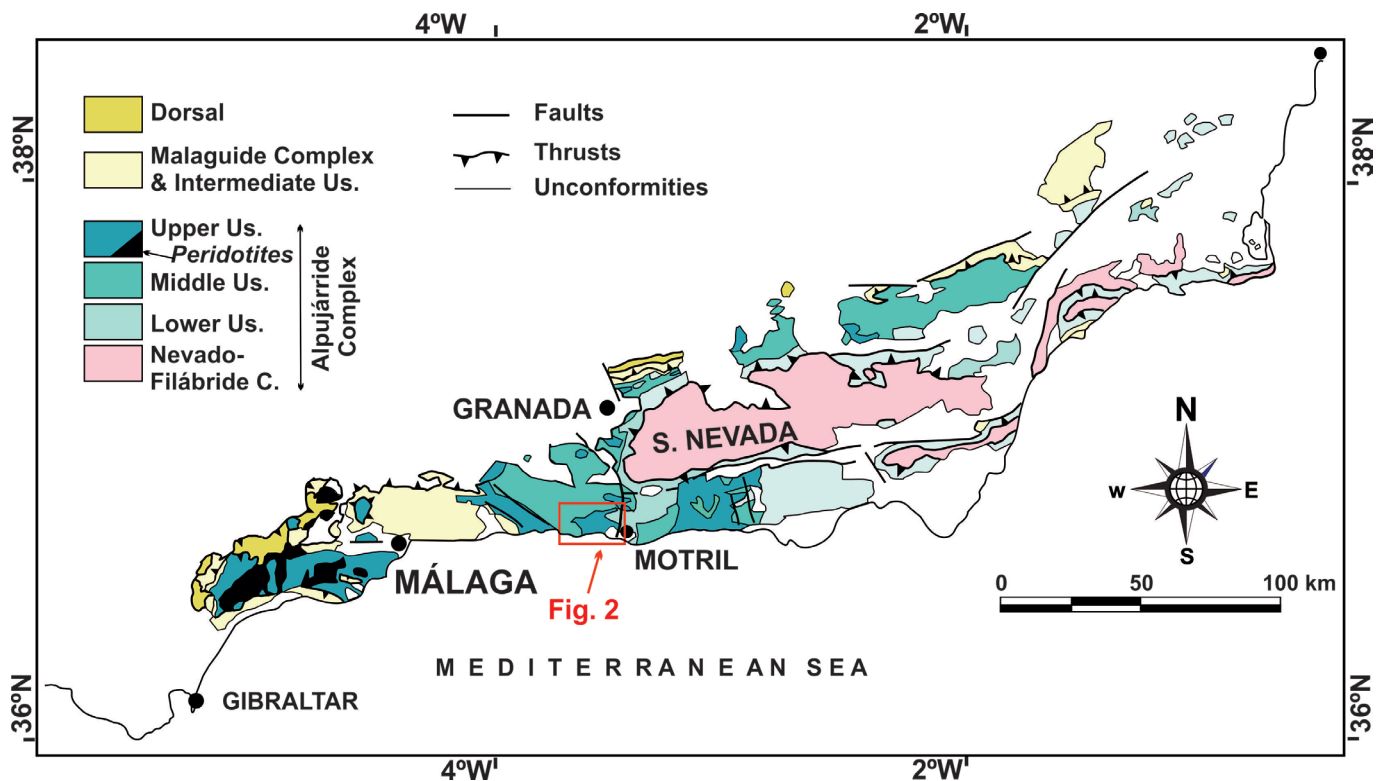 4ºW
2ºW
38ºN
38ºN
Dorsal
Malaguide Complex
& Intermediate Us.
Upper Us.
Peridotites
Middle Us.
Lower Us.
Nevado-
Filábride C.
Alpujárride
Complex
Faults
Thrusts
Unconformities
GRANADA
S. NEVADA
MÁLAGA
MOTRIL
Fig. 2
GIBRALTAR
MEDITERRANEAN SEA
N
W
E
S
0 50 100 km
36ºN
36ºN
4ºW
2ºW